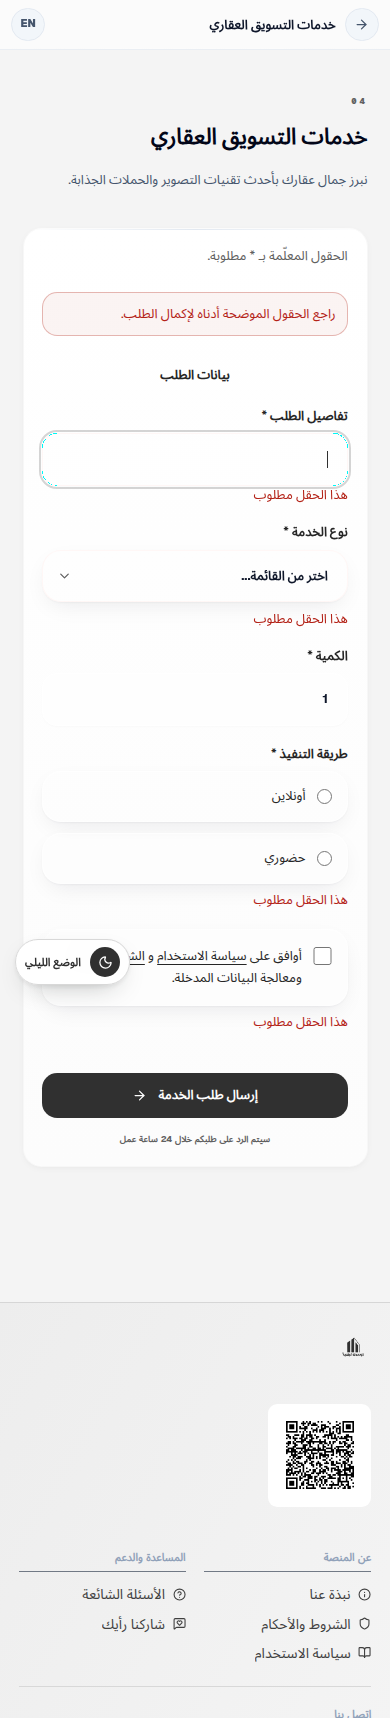 خدمات التسويق العقاري
EN
04
خدمات التسويق العقاري
نبرز جمال عقارك بأحدث تقنيات التصوير والحملات الجذابة.
الحقول المعلّمة بـ * مطلوبة.
راجع الحقول الموضحة أدناه لإكمال الطلب.
بيانات الطلب
تفاصيل الطلب *
هذا الحقل مطلوب
نوع الخدمة *
اختر من القائمة...
هذا الحقل مطلوب
الكمية *
1
طريقة التنفيذ *
أونلاين
حضوري
هذا الحقل مطلوب
أوافق على سياسة الاستخدام و
ومعالجة البيانات المدخلة.
الوضع الليلي
هذا الحقل مطلوب
إرسال طلب الخدمة
سيتم الرد على طلبكم خلال 24 ساعة عمل
عن المنصة
نبذة عنا
الشروط والأحكام
سياسة الاستخدام
المساعدة والدعم
الأسئلة الشائعة
شاركنا رأيك
اتصل بنا